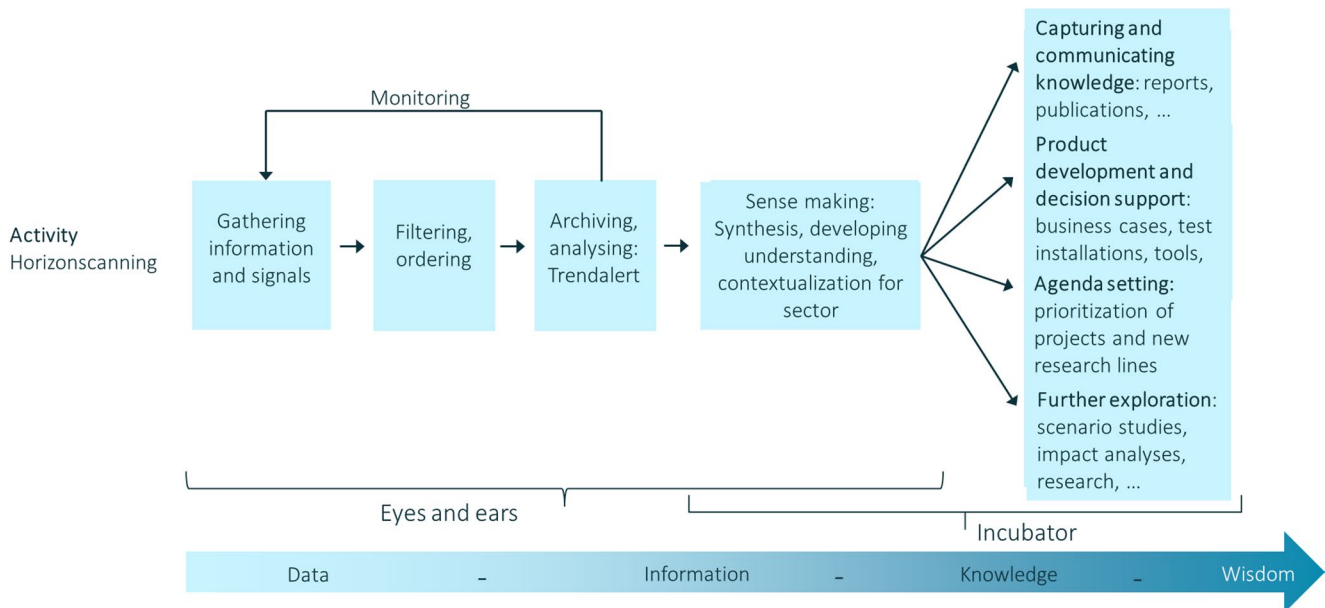 Monitoring
Activity
Horizonscanning
Gathering
information
and signals
Filtering,
ordering
Archiving,
analysing:
Trendalert
Sense making:
Synthesis, developing
understanding,
contextualization for
sector
Capturing and
communicating
knowledge: reports,
publications, ...
Product
development and
decision support:
business cases, test
installations, tools,
Agenda setting:
prioritization of
projects and new
research lines
Further exploration:
scenario studies,
impact analyses,
research, ...
Eyes and ears
Incubator
Data - Information - Knowledge - Wisdom